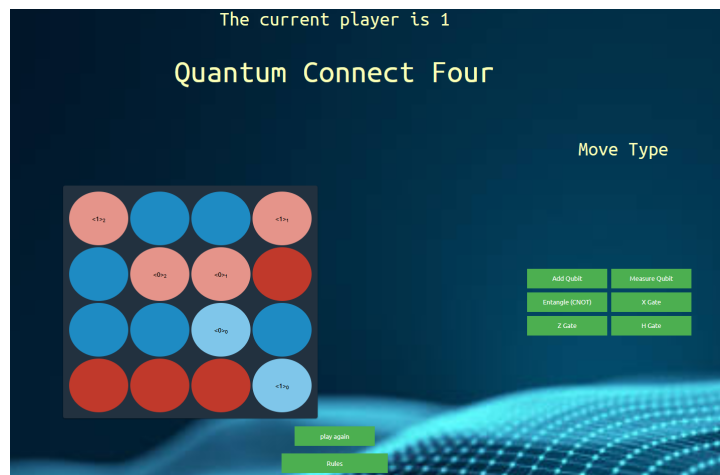 The current player is 1
Quantum Connect Four
Move Type
<1>₂
<1>₁
<0>₂
<0>₁
<0>₀
<1>₀
Add Qubit
Measure Qubit
Entangle (CNOT)
X Gate
Z Gate
H Gate
play again
Rules